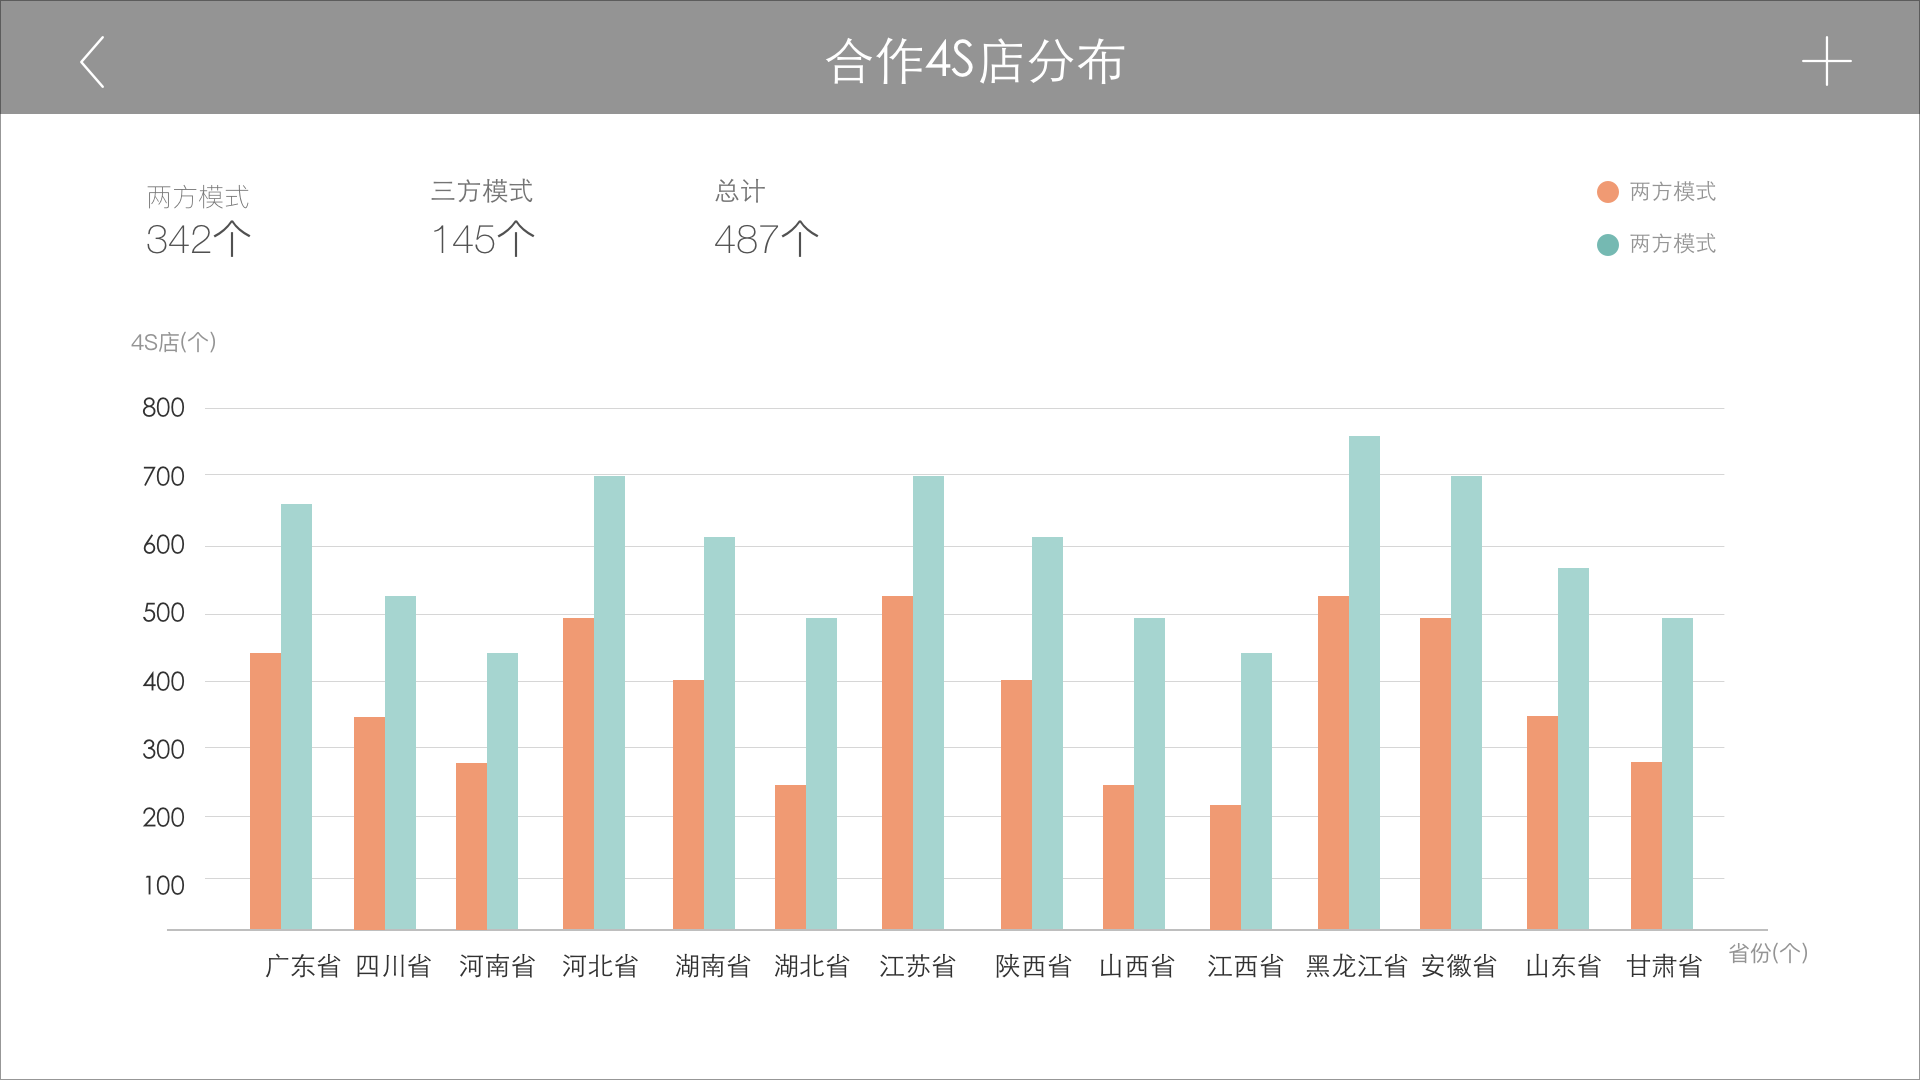 合作4S店分布
两方模式 三方模式 总计
342个 145个 487个
两方模式
两方模式
4S店(个)
800
700
600
500
400
300
200
100
广东省 四川省 河南省 河北省 湖南省 湖北省 江苏省 陕西省 山西省 江西省 黑龙江省 安徽省 山东省 甘肃省
省份(个)